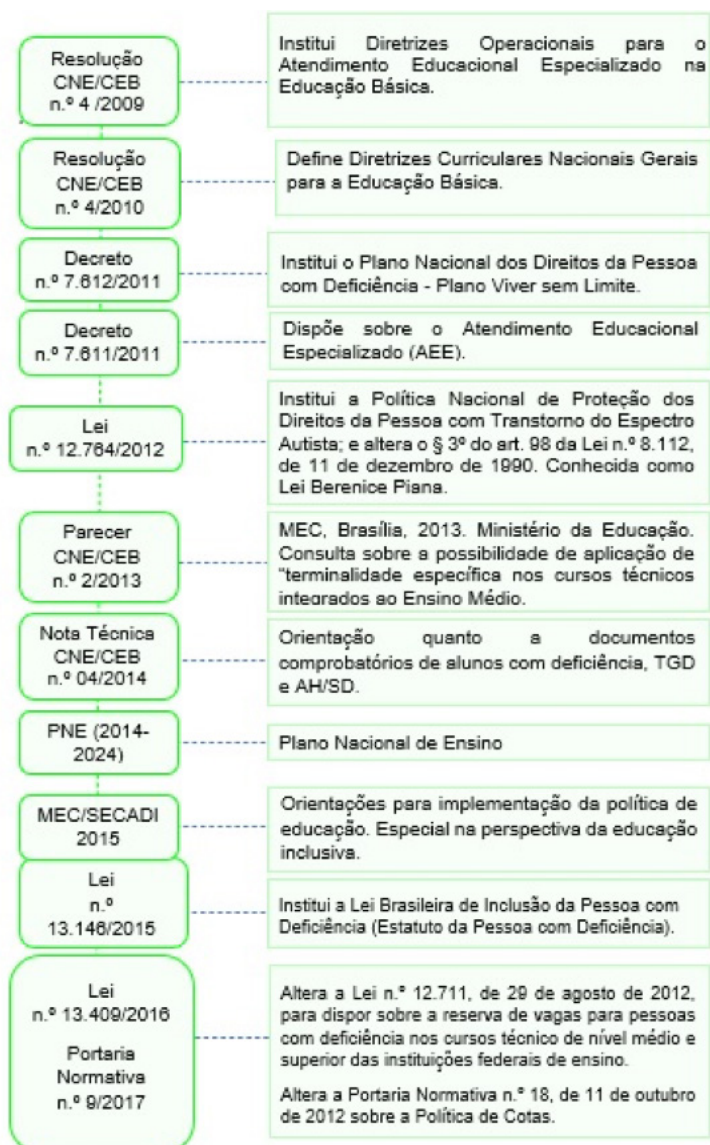 Resolução
CNE/CEB
n.º 4 /2009
Institui Diretrizes Operacionais para o
Atendimento Educacional Especializado na
Educação Básica.
Resolução
CNE/CEB
n.º 4/2010
Define Diretrizes Curriculares Nacionais Gerais
para a Educação Básica.
Decreto
n.º 7.612/2011
Institui o Plano Nacional dos Direitos da Pessoa
com Deficiência - Plano Viver sem Limite.
Decreto
n.º 7.611/2011
Dispõe sobre o Atendimento Educacional
Especializado (AEE).
Lei
n.º 12.764/2012
Institui a Política Nacional de Proteção dos
Direitos da Pessoa com Transtorno do Espectro
Autista; e altera o § 3º do art. 98 da Lei n.º 8.112,
de 11 de dezembro de 1990. Conhecida como
Lei Berenice Piana.
Parecer
CNE/CEB
n.º 2/2013
MEC, Brasília, 2013. Ministério da Educação.
Consulta sobre a possibilidade de aplicação de
“terminalidade específica nos cursos técnicos
integrados ao Ensino Médio.
Nota Técnica
CNE/CEB
n.º 04/2014
Orientação quanto a documentos
comprobatórios de alunos com deficiência, TGD
e AH/SD.
PNE (2014-
2024)
Plano Nacional de Ensino
MEC/SECADI
2015
Orientações para implementação da política de
educação. Especial na perspectiva da educação
inclusiva.
Lei
n.º
13.146/2015
Institui a Lei Brasileira de Inclusão da Pessoa com
Deficiência (Estatuto da Pessoa com Deficiência).
Lei
n.º 13.409/2016
Portaria
Normativa
n.º 9/2017
Altera a Lei n.º 12.711, de 29 de agosto de 2012,
para dispor sobre a reserva de vagas para pessoas
com deficiência nos cursos técnico de nível médio e
superior das instituições federais de ensino.
Altera a Portaria Normativa n.º 18, de 11 de outubro
de 2012 sobre a Política de Cotas.